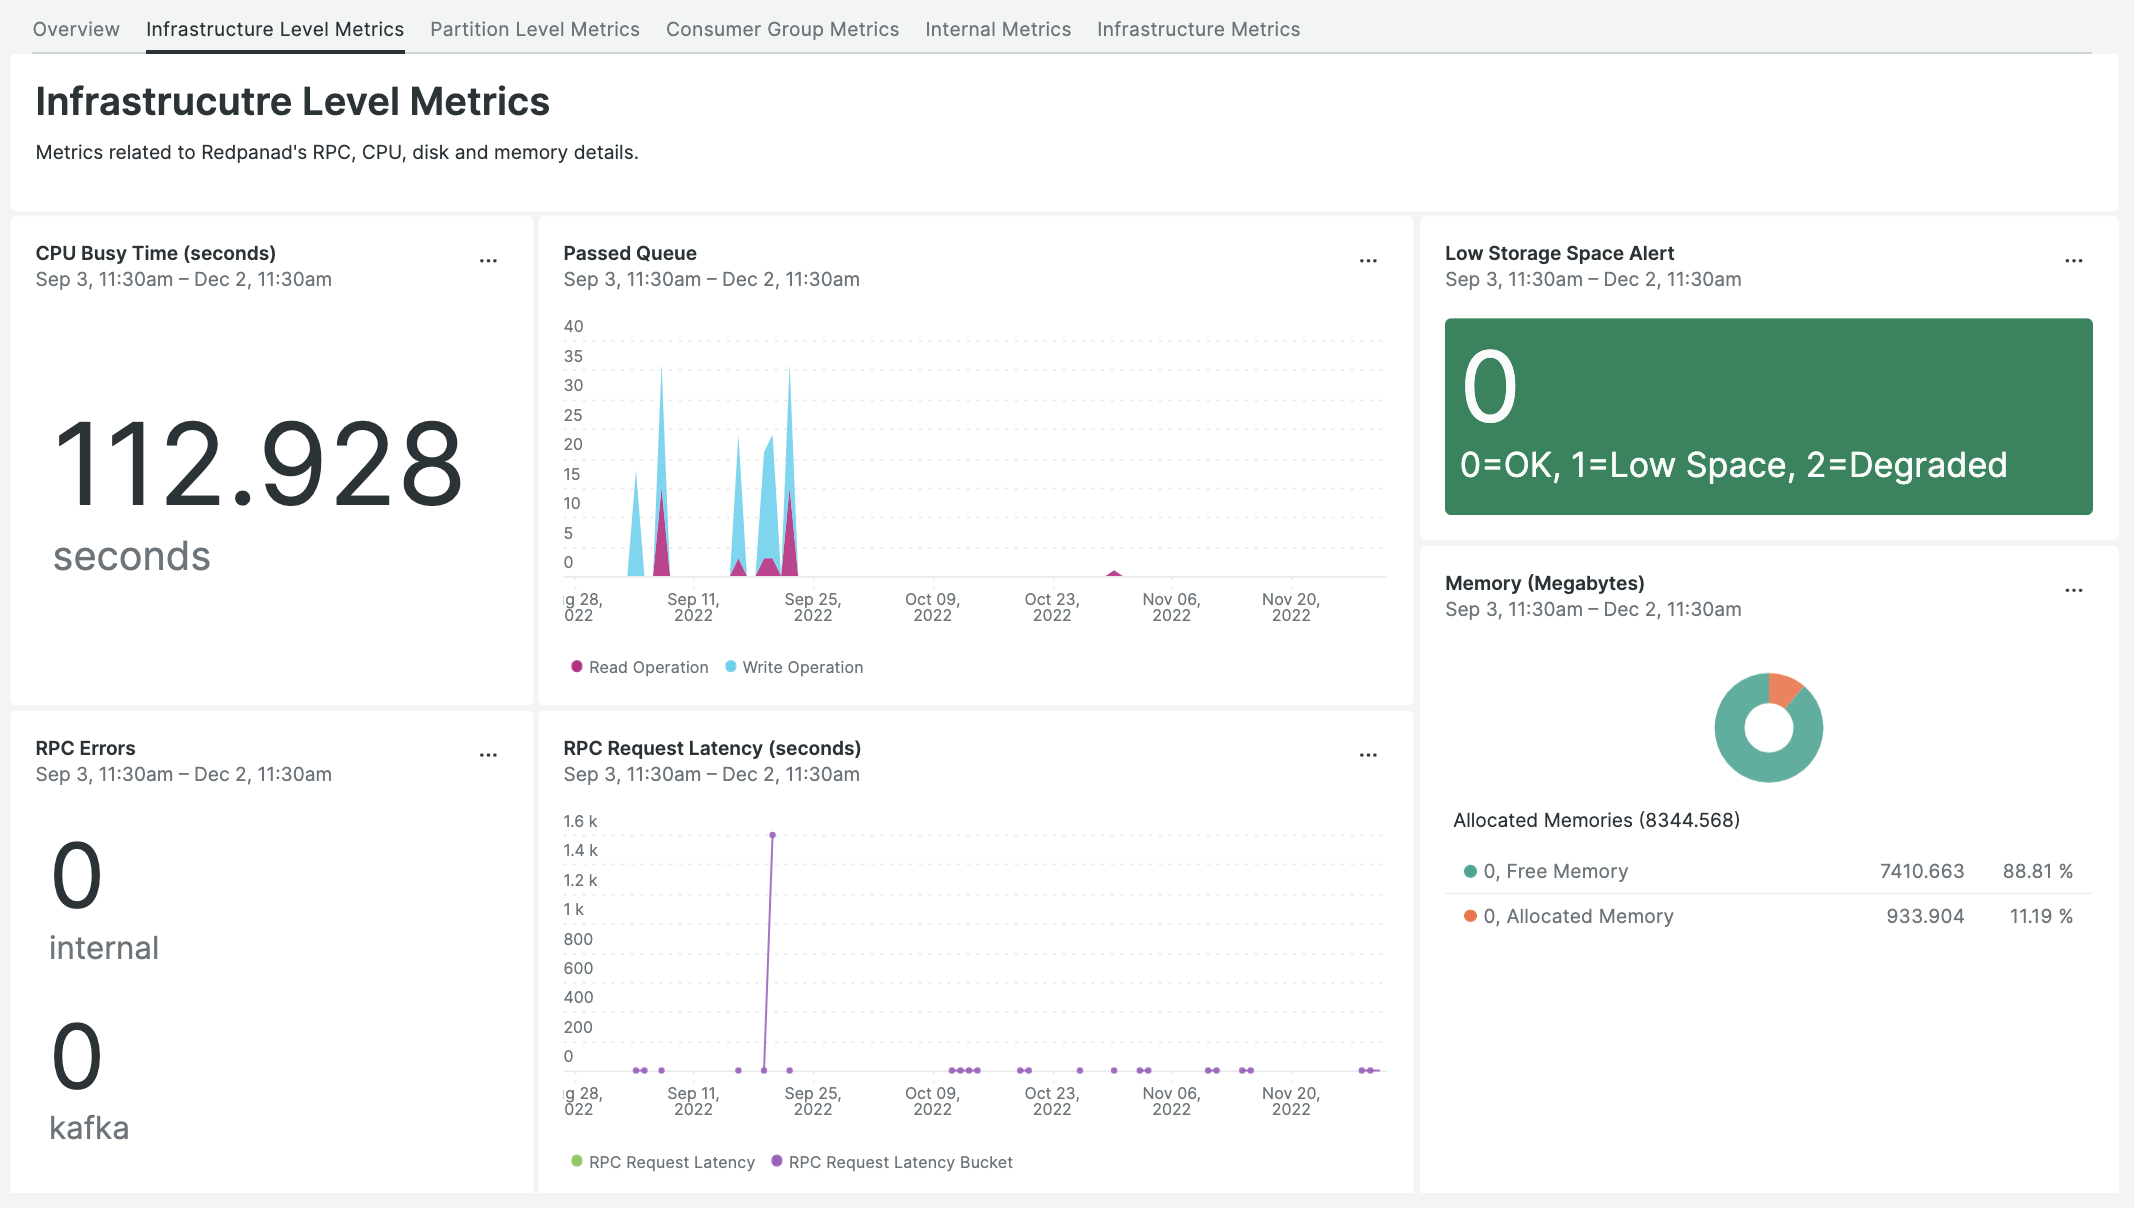 Overview Infrastructure Level Metrics Partition Level Metrics Consumer Group Metrics Internal Metrics Infrastructure Metrics
Infrastrucutre Level Metrics
Metrics related to Redpanad's RPC, CPU, disk and memory details.
CPU Busy Time (seconds)
Sep 3, 11:30am – Dec 2, 11:30am
112.928
seconds
Passed Queue
Sep 3, 11:30am – Dec 2, 11:30am
40
35
30
25
20
15
10
5
0
g 28, Sep 11, Sep 25, Oct 09, Oct 23, Nov 06, Nov 20,
022 2022 2022 2022 2022 2022 2022
Read Operation Write Operation
Low Storage Space Alert
Sep 3, 11:30am – Dec 2, 11:30am
0
0=OK, 1=Low Space, 2=Degraded
Memory (Megabytes)
Sep 3, 11:30am – Dec 2, 11:30am
Allocated Memories (8344.568)
0, Free Memory 7410.663 88.81 %
0, Allocated Memory 933.904 11.19 %
RPC Errors
Sep 3, 11:30am – Dec 2, 11:30am
0
internal
0
kafka
RPC Request Latency (seconds)
Sep 3, 11:30am – Dec 2, 11:30am
1.6 k
1.4 k
1.2 k
1 k
800
600
400
200
0
g 28, Sep 11, Sep 25, Oct 09, Oct 23, Nov 06, Nov 20,
022 2022 2022 2022 2022 2022 2022
RPC Request Latency RPC Request Latency Bucket